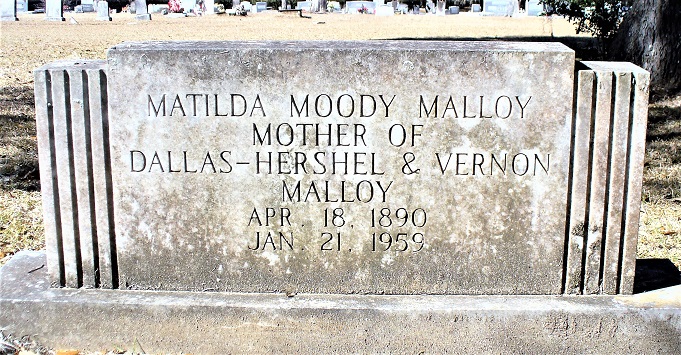 MATILDA MOODY MALLOY
MOTHER OF
DALLAS-HERSHEL & VERNON
MALLOY
APR. 18, 1890
JAN. 21, 1959